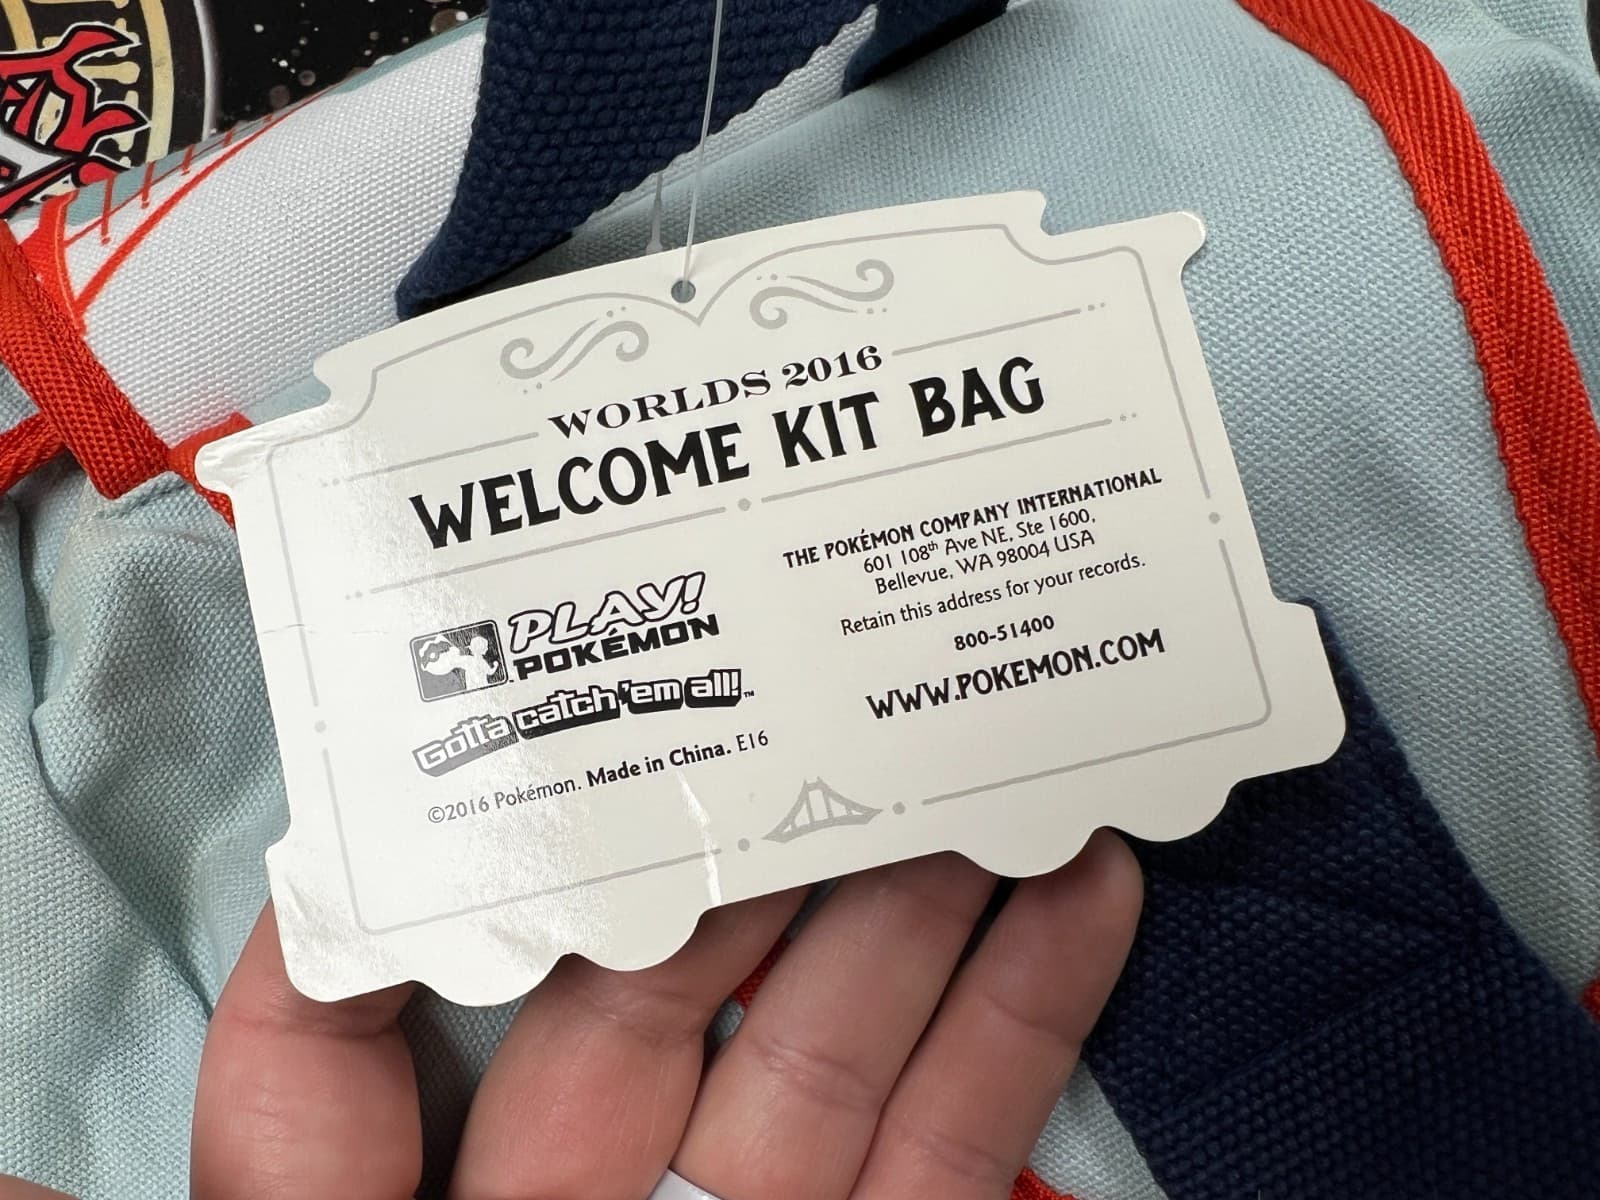 WORLDS 2016
WELCOME KIT BAG
PLAY!
POKÉMON
Gotta catch 'em all!™
©2016 Pokémon. Made in China. E16
THE POKÉMON COMPANY INTERNATIONAL
601 108th Ave NE, Ste 1600,
Bellevue, WA 98004 USA
Retain this address for your records.
800-51400
WWW.POKEMON.COM